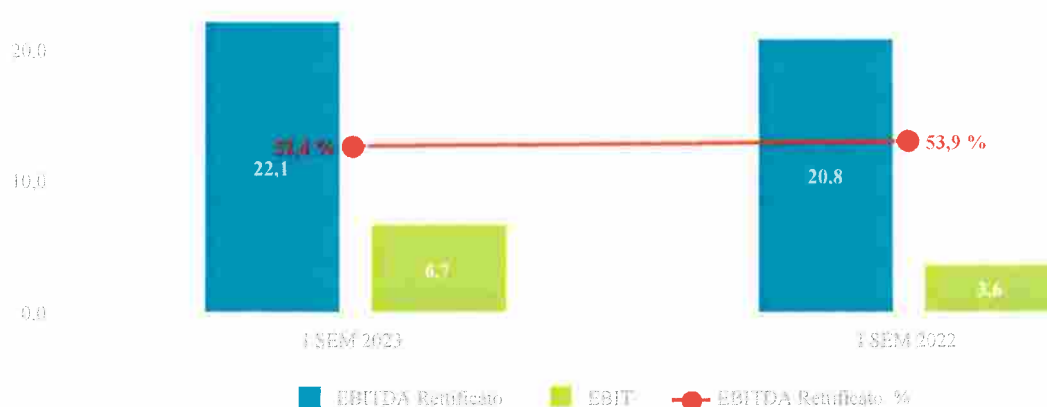 20,0
53,9 %
22,1
10,0
20,8
6,7
3,6
0,0
I SEM 2023
I SEM 2022
EBITDA Rettificato
EBIT
EBITDA Rettificato %